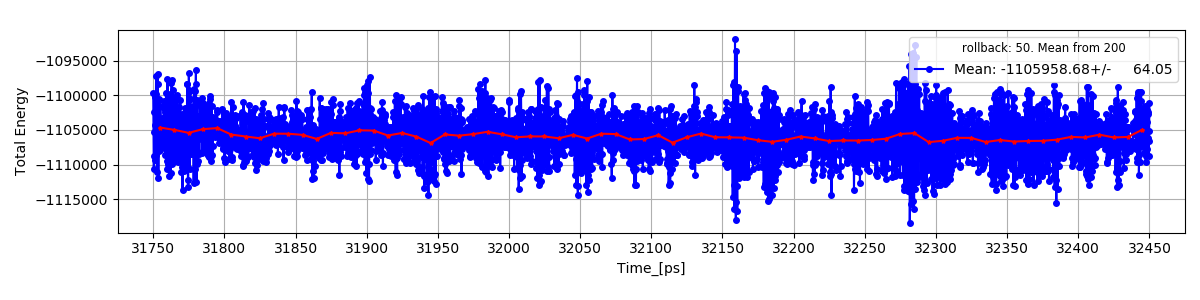 Total Energy
−1095000
−1100000
−1105000
−1110000
−1115000
rollback: 50. Mean from 200
Mean: -1105958.68+/- 64.05
31750 31800 31850 31900 31950 32000 32050 32100 32150 32200 32250 32300 32350 32400 32450
Time_[ps]